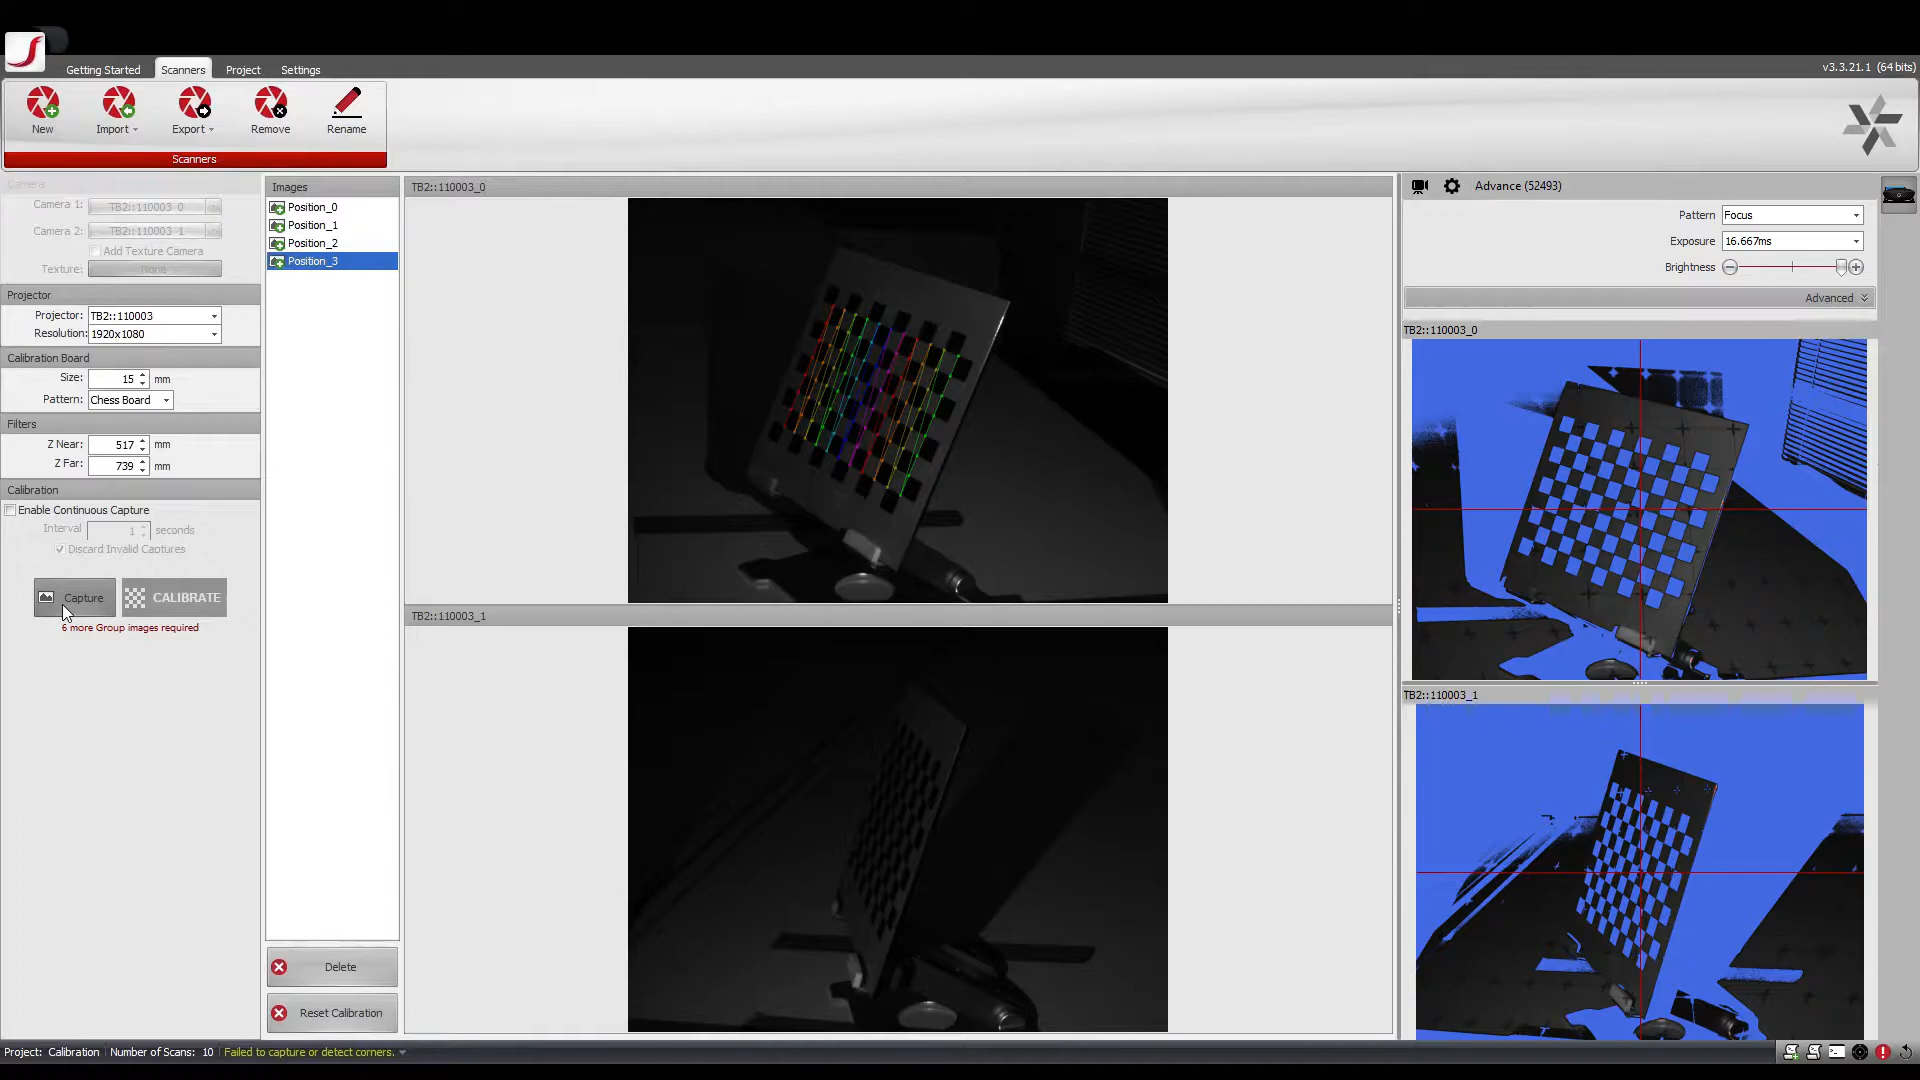 Getting Started
Scanners
Project
Settings
v3.3.21.1 (64 bits)
New
Import
Export
Remove
Rename
Scanners
Camera
Camera 1:
TB2::110003_0
Camera 2:
TB2::110003_1
Add Texture Camera
Texture:
None
Projector
Projector:
TB2::110003
Resolution:
1920x1080
Calibration Board
Size:
15
mm
Pattern:
Chess Board
Filters
Z Near:
517
mm
Z Far:
739
mm
Calibration
Enable Continuous Capture
Interval
1
seconds
Discard Invalid Captures
Capture
CALIBRATE
6 more Group images required
Images
Position_0
Position_1
Position_2
Position_3
Delete
Reset Calibration
TB2::110003_0
TB2::110003_1
Advance (52493)
Pattern
Focus
Exposure
16.667ms
Brightness
Advanced
TB2::110003_0
TB2::110003_1
Project: Calibration
Number of Scans: 10
Failed to capture or detect corners.